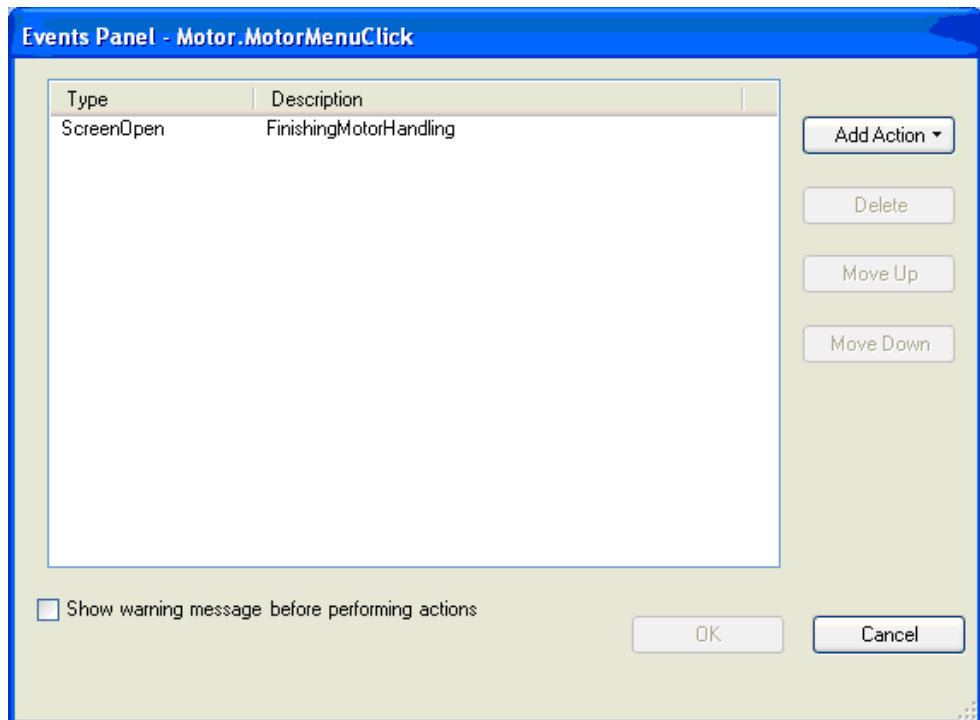 Events Panel - Motor.MotorMenuClick
Type Description
ScreenOpen FinishingMotorHandling
Add Action
Delete
Move Up
Move Down
Show warning message before performing actions
OK Cancel